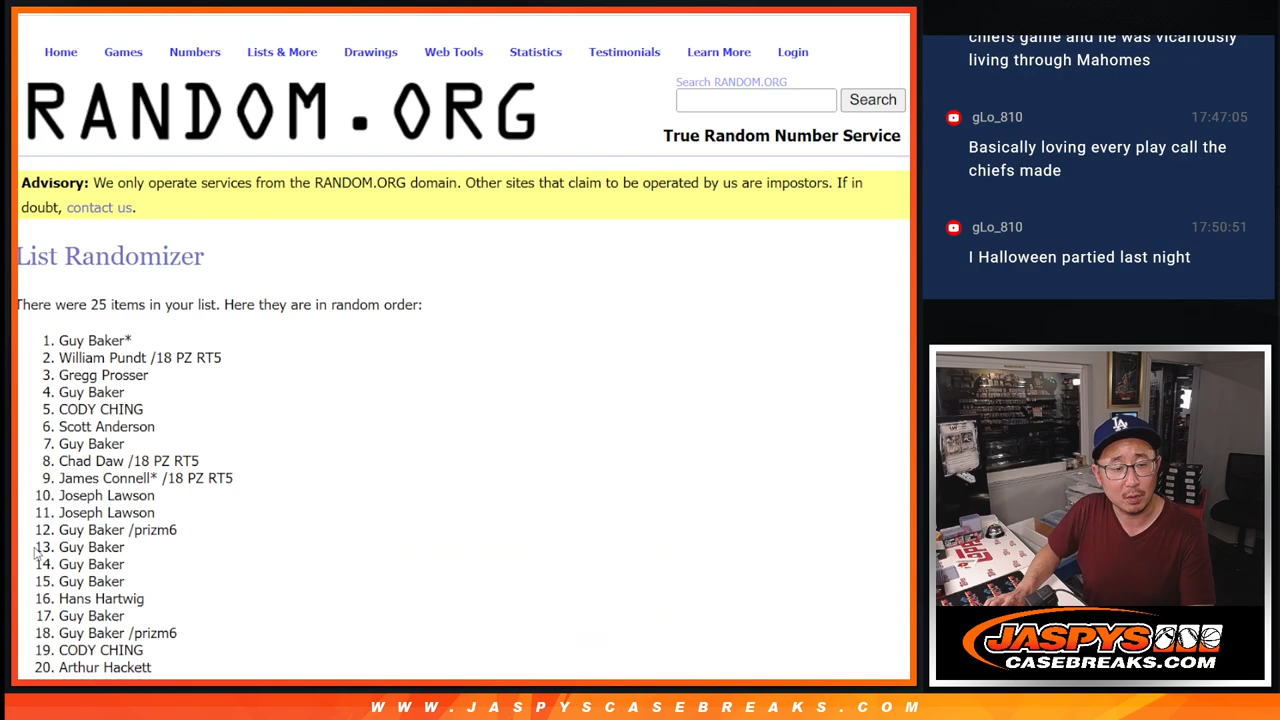 Home Games Numbers Lists & More Drawings Web Tools Statistics Testimonials Learn More Login
RANDOM.ORG
Search RANDOM.ORG
Search
True Random Number Service
Advisory: We only operate services from the RANDOM.ORG domain. Other sites that claim to be operated by us are impostors. If in
doubt, contact us.
List Randomizer
There were 25 items in your list. Here they are in random order:
1. Guy Baker*
2. William Pundt /18 PZ RT5
3. Gregg Prosser
4. Guy Baker
5. CODY CHING
6. Scott Anderson
7. Guy Baker
8. Chad Daw /18 PZ RT5
9. James Connell* /18 PZ RT5
10. Joseph Lawson
11. Joseph Lawson
12. Guy Baker /prizm6
13. Guy Baker
14. Guy Baker
15. Guy Baker
16. Hans Hartwig
17. Guy Baker
18. Guy Baker /prizm6
19. CODY CHING
20. Arthur Hackett
chiefs game and he was vicariously
living through Mahomes
gLo_810 17:47:05
Basically loving every play call the
chiefs made
gLo_810 17:50:51
I Halloween partied last night
LA
JASPYS
CASEBREAKS.COM
WWW.JASPYSCASEBREAKS.COM